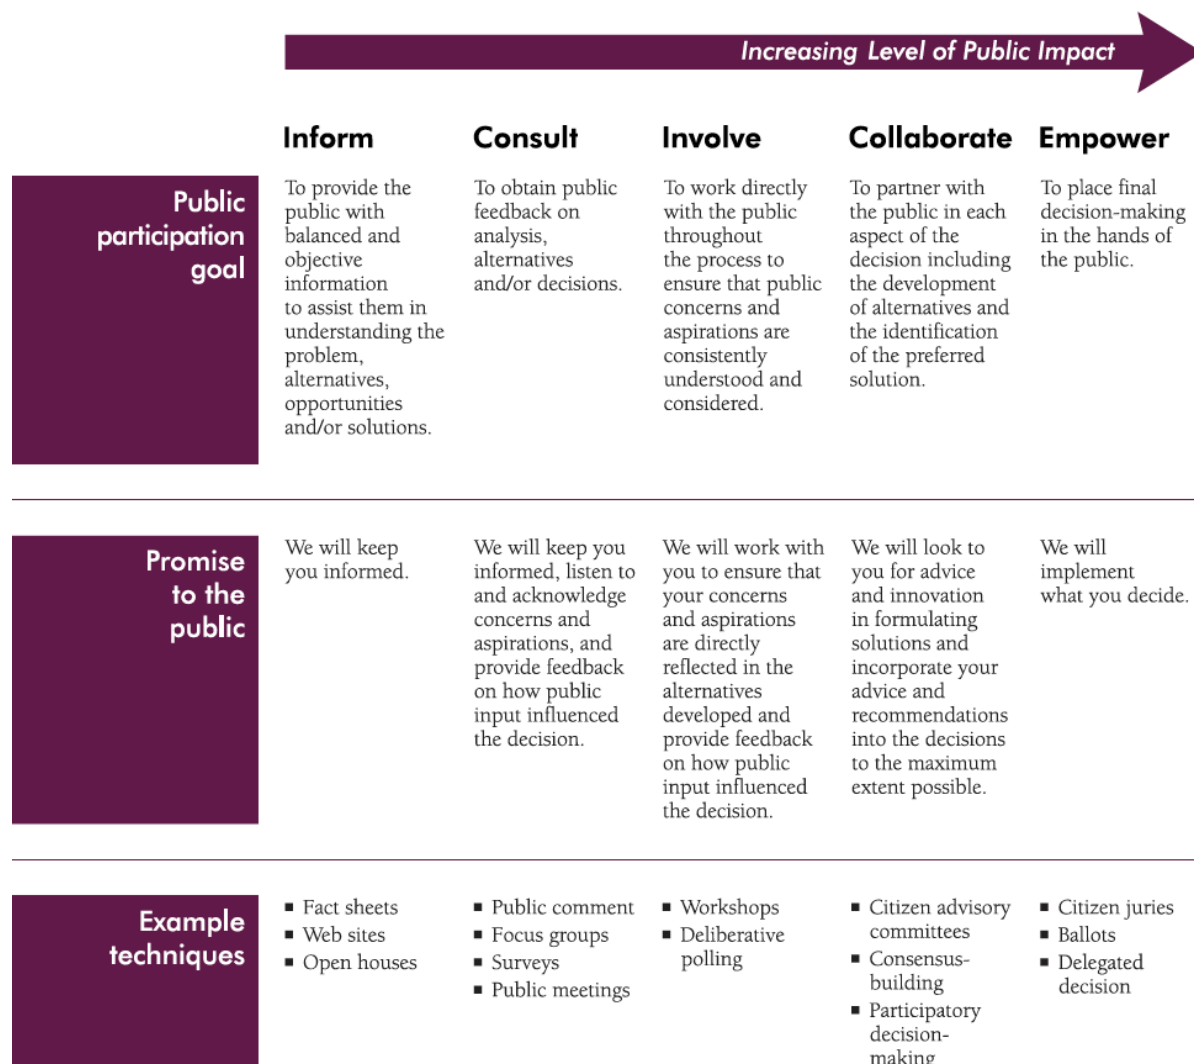 Increasing Level of Public Impact
Inform
Consult
Involve
Collaborate
Empower
Public
participation
goal
To provide the
public with
balanced and
objective
information
to assist them in
understanding the
problem,
alternatives,
opportunities
and/or solutions.
To obtain public
feedback on
analysis,
alternatives
and/or decisions.
To work directly
with the public
throughout
the process to
ensure that public
concerns and
aspirations are
consistently
understood and
considered.
To partner with
the public in each
aspect of the
decision including
the development
of alternatives and
the identification
of the preferred
solution.
To place final
decision-making
in the hands of
the public.
Promise
to the
public
We will keep
you informed.
We will keep you
informed, listen to
and acknowledge
concerns and
aspirations, and
provide feedback
on how public
input influenced
the decision.
We will work with
you to ensure that
your concerns
and aspirations
are directly
reflected in the
alternatives
developed and
provide feedback
on how public
input influenced
the decision.
We will look to
you for advice
and innovation
in formulating
solutions and
incorporate your
advice and
recommendations
into the decisions
to the maximum
extent possible.
We will
implement
what you decide.
Example
techniques
▪ Fact sheets
▪ Web sites
▪ Open houses
▪ Public comment
▪ Focus groups
▪ Surveys
▪ Public meetings
▪ Workshops
▪ Deliberative
polling
▪ Citizen advisory
committees
▪ Consensus-
building
▪ Participatory
decision-
making
▪ Citizen juries
▪ Ballots
▪ Delegated
decision